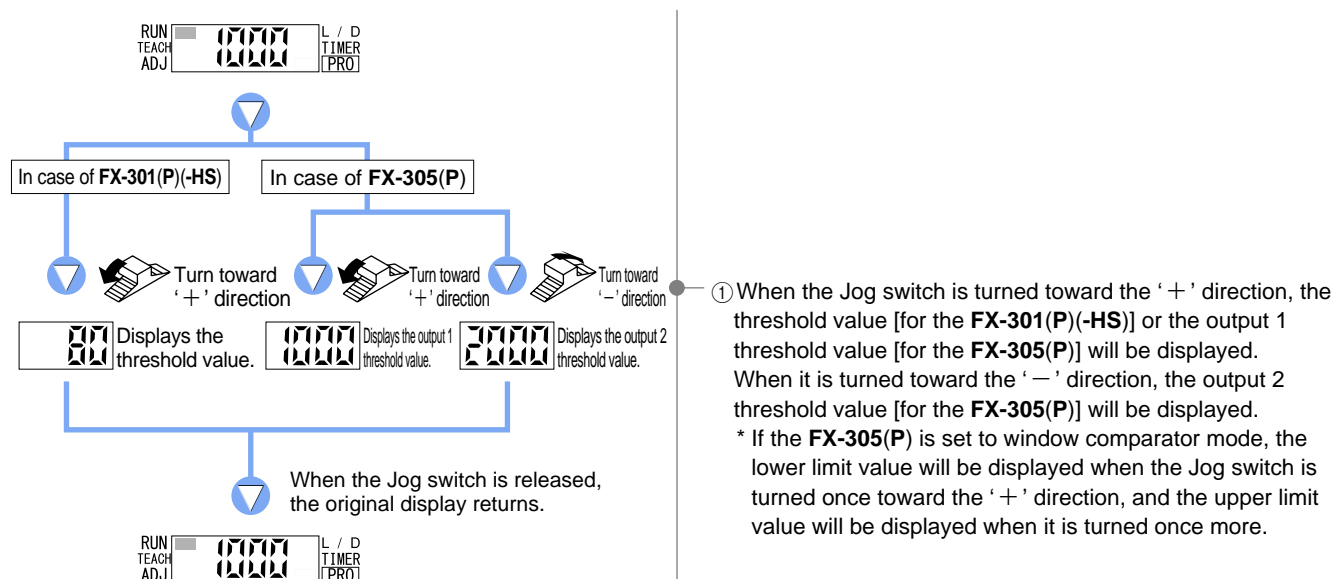 RUN 1000 L / D
TEACH TIMER
ADJ PRO
In case of FX-301(P)(-HS)
In case of FX-305(P)
Turn toward
‘＋’ direction
Turn toward
‘＋’ direction
Turn toward
‘－’ direction
80 Displays the
threshold value.
1000 Displays the output 1
threshold value.
2000 Displays the output 2
threshold value.
When the Jog switch is released,
the original display returns.
RUN 1000 L / D
TEACH TIMER
ADJ PRO
① When the Jog switch is turned toward the ‘＋’ direction, the
threshold value [for the FX-301(P)(-HS)] or the output 1
threshold value [for the FX-305(P)] will be displayed.
When it is turned toward the ‘－’ direction, the output 2
threshold value [for the FX-305(P)] will be displayed.
* If the FX-305(P) is set to window comparator mode, the
lower limit value will be displayed when the Jog switch is
turned once toward the ‘＋’ direction, and the upper limit
value will be displayed when it is turned once more.